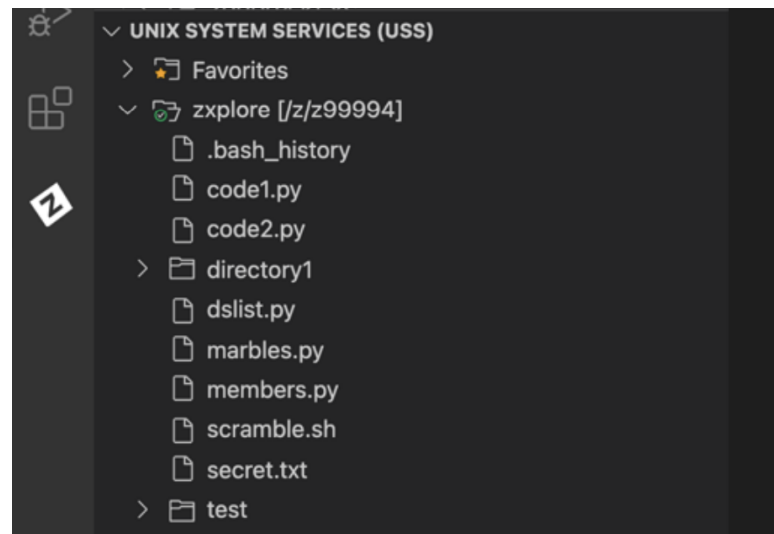 UNIX SYSTEM SERVICES (USS)
Favorites
zxplore [/z/z99994]
.bash_history
code1.py
code2.py
directory1
dslist.py
marbles.py
members.py
scramble.sh
secret.txt
test